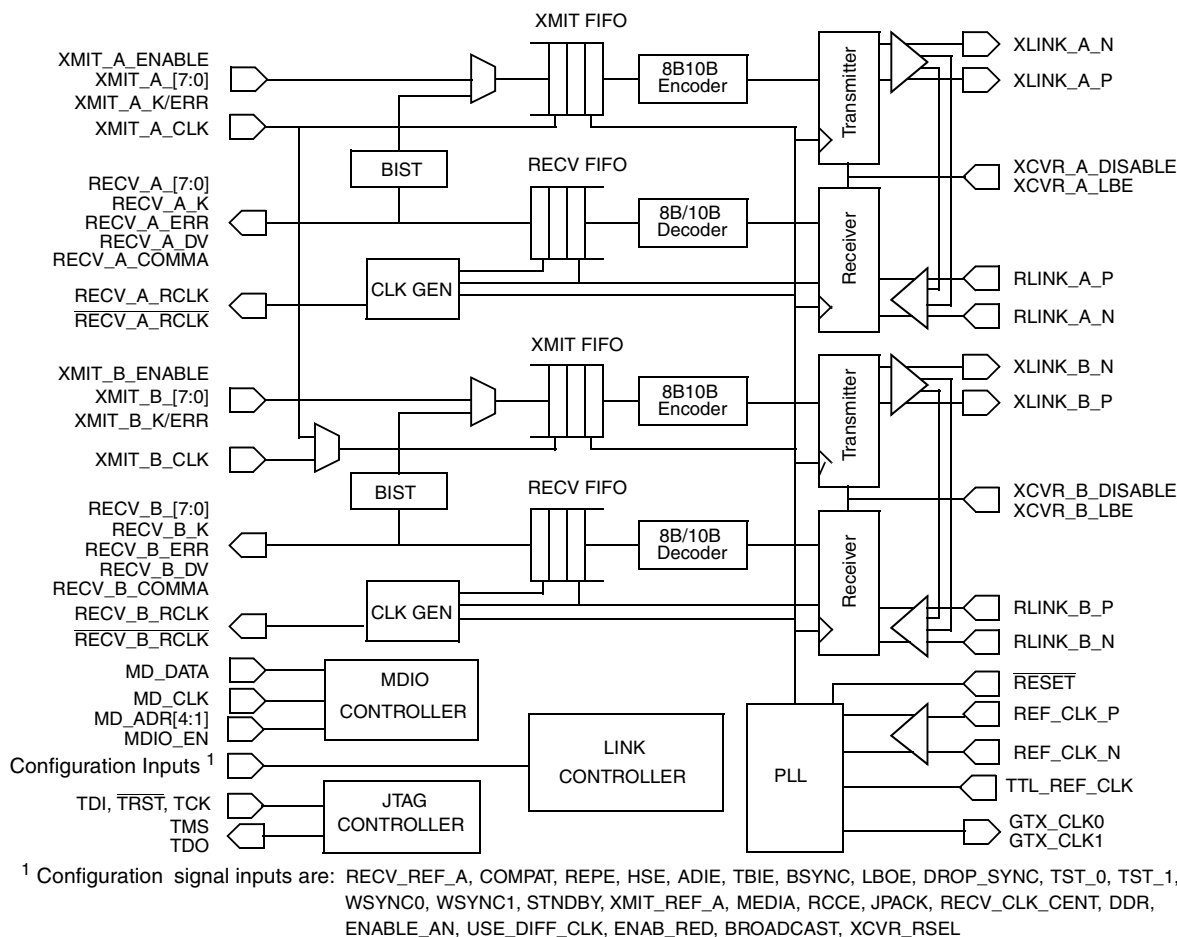 XMIT FIFO
XMIT_A_ENABLE
XMIT_A_[7:0]
XMIT_A_K/ERR
XMIT_A_CLK
8B10B
Encoder
Transmitter
XLINK_A_N
XLINK_A_P
BIST
RECV FIFO
XCVR_A_DISABLE
XCVR_A_LBE
RECV_A_[7:0]
RECV_A_K
RECV_A_ERR
RECV_A_DV
RECV_A_COMMA
8B/10B
Decoder
Receiver
CLK GEN
RECV_A_RCLK
RECV_A_RCLK
RLINK_A_P
RLINK_A_N
XMIT FIFO
XMIT_B_ENABLE
XMIT_B_[7:0]
XMIT_B_K/ERR
XMIT_B_CLK
8B10B
Encoder
Transmitter
XLINK_B_N
XLINK_B_P
BIST
RECV FIFO
XCVR_B_DISABLE
XCVR_B_LBE
RECV_B_[7:0]
RECV_B_K
RECV_B_ERR
RECV_B_DV
RECV_B_COMMA
8B/10B
Decoder
Receiver
CLK GEN
RECV_B_RCLK
RECV_B_RCLK
RLINK_B_P
RLINK_B_N
MD_DATA
MD_CLK
MD_ADR[4:1]
MDIO_EN
MDIO
CONTROLLER
Configuration Inputs 1
LINK
CONTROLLER
TDI, TRST, TCK
TMS
TDO
JTAG
CONTROLLER
PLL
RESET
REF_CLK_P
REF_CLK_N
TTL_REF_CLK
GTX_CLK0
GTX_CLK1
1 Configuration signal inputs are: RECV_REF_A, COMPAT, REPE, HSE, ADIE, TBIE, BSYNC, LBOE, DROP_SYNC, TST_0, TST_1,
WSYNC0, WSYNC1, STNDBY, XMIT_REF_A, MEDIA, RCCE, JPACK, RECV_CLK_CENT, DDR,
ENABLE_AN, USE_DIFF_CLK, ENAB_RED, BROADCAST, XCVR_RSEL